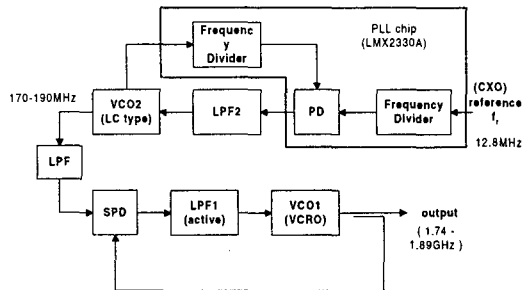 Frequenc
y
Divider
PLL chip
(LMX2330A)
170-190MHz
VCO2
(LC type)
LPF2
PD
Frequency
Divider
(CXO)
reference
fr
12.8MHz
LPF
SPD
LPF1
(active)
VCO1
(VCRO)
output
( 1.74 -
1.89GHz )